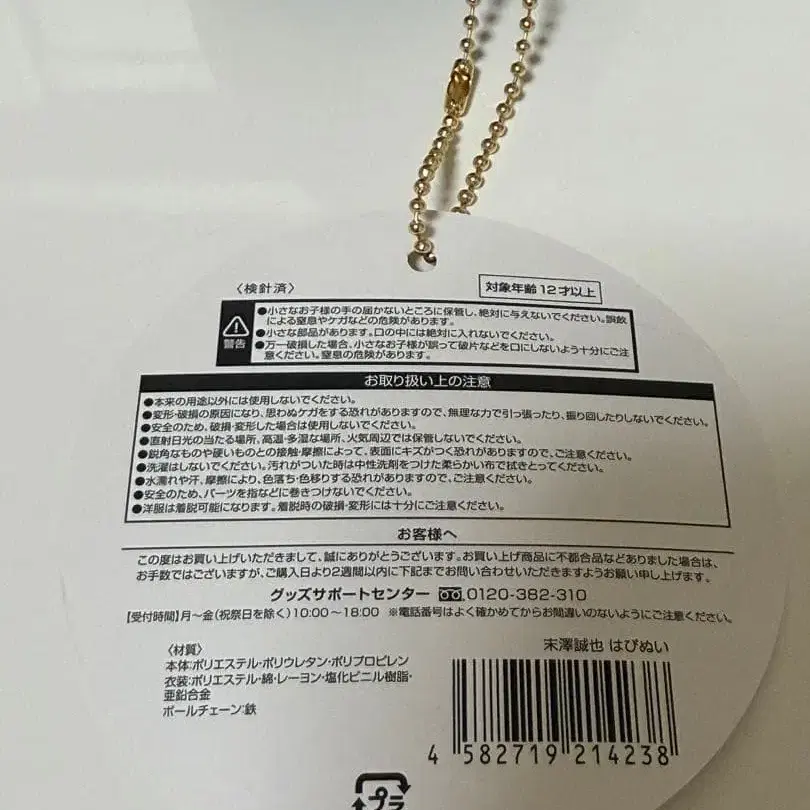 〈検針済〉
対象年齢12才以上
警告
●小さなお子様の手の届かないところに保管し、絶対に与えないでください。誤飲
による窒息やケガなどの危険があります。
●小さな部品があります。口の中には絶対に入れないでください。
●万一破損した場合、小さなお子様が誤って破片などを口にしないよう十分にご注
意ください。窒息の危険があります。
お取り扱い上の注意
●本来の用途以外には使用しないでください。
●変形・破損の原因になり、思わぬケガをする恐れがありますので、無理な力で引っ張ったり、振り回したりしないでください。
●安全のため、破損・変形した場合は使用しないでください。
●直射日光の当たる場所、高温・多湿な場所、火気周辺では保管しないでください。
●鋭角なものや硬いものとの接触・摩擦によって、表面にキズがつく恐れがありますので、ご注意ください。
●洗濯はしないでください。汚れがついた時は中性洗剤をつけた柔らかい布で拭きとってください。
●水濡れや汗、摩擦により、色落ち・色移りする恐れがありますので、ご注意ください。
●安全のため、パーツを指などに巻きつけないでください。
●洋服は着脱可能になります。着脱時の破損・変形には十分にご注意ください。
お客様へ
この度はお買い上げいただきまして、誠にありがとうございます。お買い上げ商品に不都合品などありました場合は、
お手数ではございますが、ご購入日より2週間以内に下記までお問い合わせいただきますようお願い申し上げます。
グッズサポートセンター 0120-382-310
【受付時間】月～金(祝祭日を除く)10:00～18:00 ※電話番号はよく確かめてからお間違いのないようにご注意ください。
〈材質〉
本体:ポリエステル・ポリウレタン・ポリプロピレン
衣装:ポリエステル・綿・レーヨン・塩化ビニル樹脂・
亜鉛合金
ボールチェーン:鉄
末澤誠也 はぴぬい
4 582719 214238
プラ